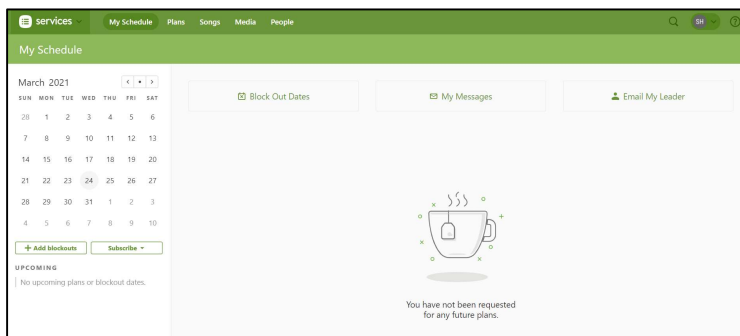 services
My Schedule Plans Songs Media People
SH
?
My Schedule
March 2021
SUN MON TUE WED THU FRI SAT
28 1 2 3 4 5 6
7 8 9 10 11 12 13
14 15 16 17 18 19 20
21 22 23 24 25 26 27
28 29 30 31 1 2 3
4 5 6 7 8 9 10
+ Add blockouts
Subscribe
UPCOMING
No upcoming plans or blockout dates.
Block Out Dates
My Messages
Email My Leader
You have not been requested
for any future plans.